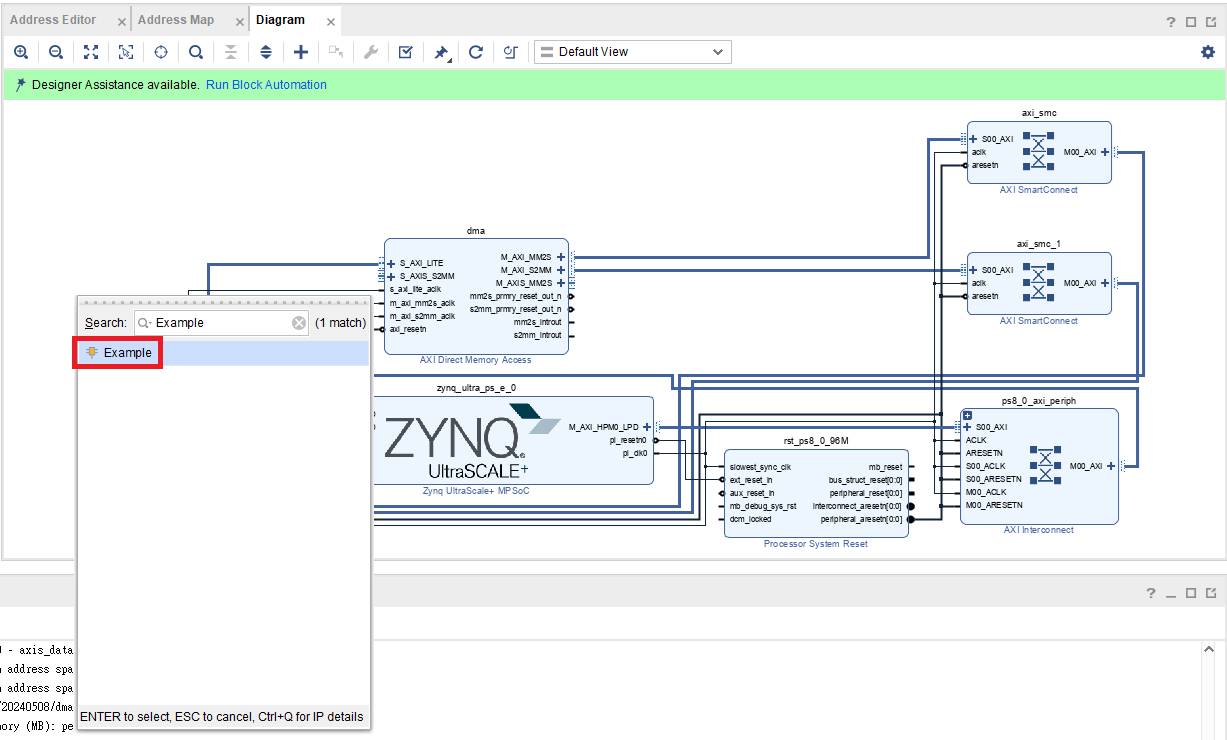 Address Editor
Address Map
Diagram
Default View
Designer Assistance available. Run Block Automation
axi_smc
S00_AXI
aclk
aresetn
M00_AXI
AXI SmartConnect
dma
S_AXI_LITE
S_AXIS_S2MM
s_axi_lite_aclk
m_axi_mm2s_aclk
m_axi_s2mm_aclk
axi_resetn
M_AXI_MM2S
M_AXI_S2MM
M_AXIS_MM2S
mm2s_prmry_reset_out_n
s2mm_prmry_reset_out_n
mm2s_introut
s2mm_introut
AXI Direct Memory Access
axi_smc_1
S00_AXI
aclk
aresetn
M00_AXI
AXI SmartConnect
Search: Example (1 match)
Example
zynq_ultra_ps_e_0
ZYNQ
UltraSCALE+
M_AXI_HPM0_LPD
pl_resetn0
pl_clk0
Zynq UltraScale+ MPSoC
rst_ps8_0_96M
slowest_sync_clk
ext_reset_in
aux_reset_in
mb_debug_sys_rst
dcm_locked
mb_reset
bus_struct_reset[0:0]
peripheral_reset[0:0]
interconnect_aresetn[0:0]
peripheral_aresetn[0:0]
Processor System Reset
ps8_0_axi_periph
S00_AXI
ACLK
ARESETN
S00_ACLK
S00_ARESETN
M00_ACLK
M00_ARESETN
M00_AXI
AXI Interconnect
- axis_data
address spa
address spa
/20240508/dma
ory (MB): pe
ENTER to select, ESC to cancel, Ctrl+Q for IP details